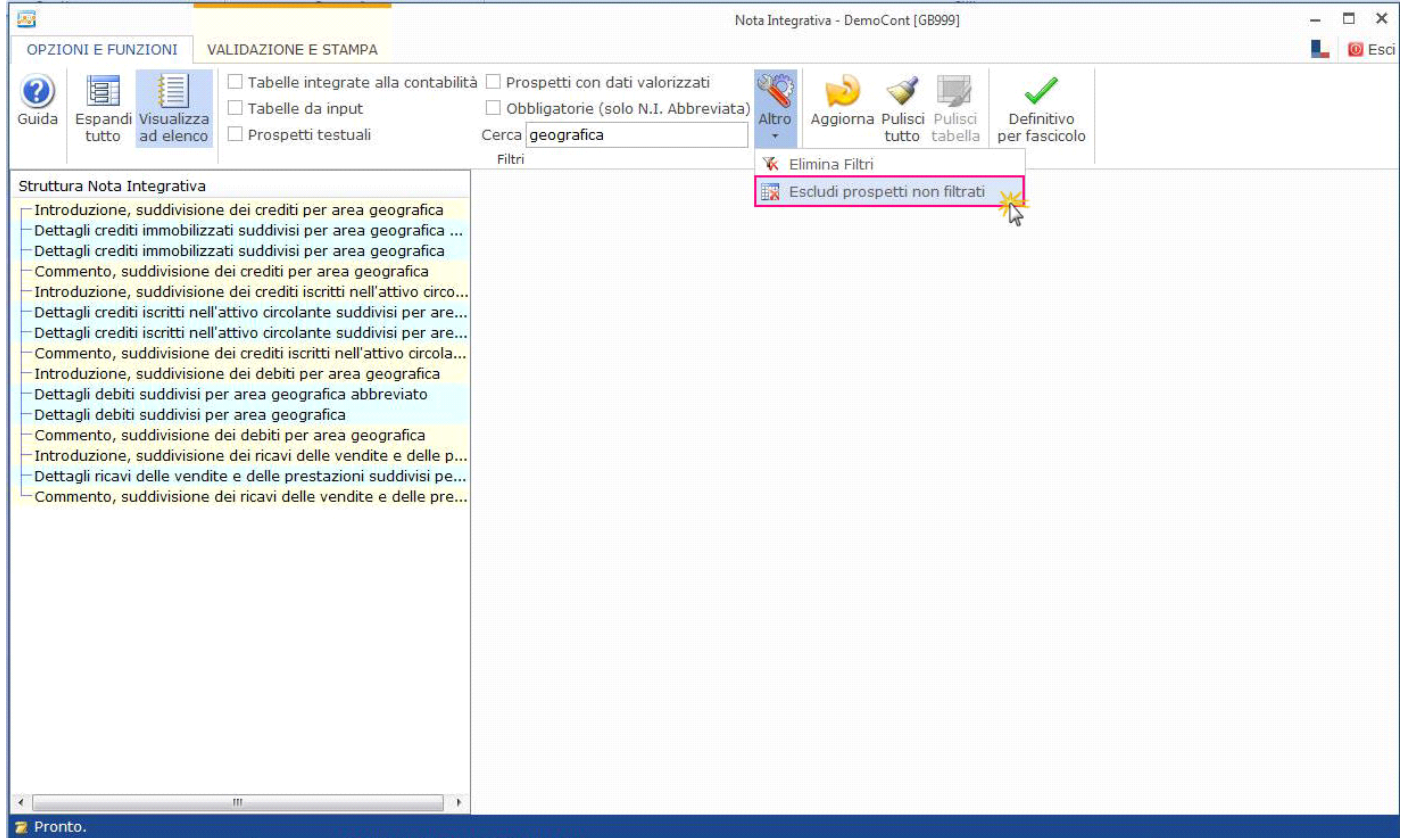 Nota Integrativa - DemoCont [GB999]
OPZIONI E FUNZIONI
VALIDAZIONE E STAMPA
Esci
Guida
Espandi tutto
Visualizza ad elenco
Tabelle integrate alla contabilità
Tabelle da input
Prospetti testuali
Prospetti con dati valorizzati
Obbligatorie (solo N.I. Abbreviata)
Cerca geografica
Filtri
Altro
Aggiorna
Pulisci tutto
Pulisci tabella
Definitivo per fascicolo
Elimina Filtri
Escludi prospetti non filtrati
Struttura Nota Integrativa
Introduzione, suddivisione dei crediti per area geografica
Dettagli crediti immobilizzati suddivisi per area geografica ...
Dettagli crediti immobilizzati suddivisi per area geografica
Commento, suddivisione dei crediti per area geografica
Introduzione, suddivisione dei crediti iscritti nell'attivo circo...
Dettagli crediti iscritti nell'attivo circolante suddivisi per are...
Dettagli crediti iscritti nell'attivo circolante suddivisi per are...
Commento, suddivisione dei crediti iscritti nell'attivo circola...
Introduzione, suddivisione dei debiti per area geografica
Dettagli debiti suddivisi per area geografica abbreviato
Dettagli debiti suddivisi per area geografica
Commento, suddivisione dei debiti per area geografica
Introduzione, suddivisione dei ricavi delle vendite e delle p...
Dettagli ricavi delle vendite e delle prestazioni suddivisi pe...
Commento, suddivisione dei ricavi delle vendite e delle pre...
Pronto.